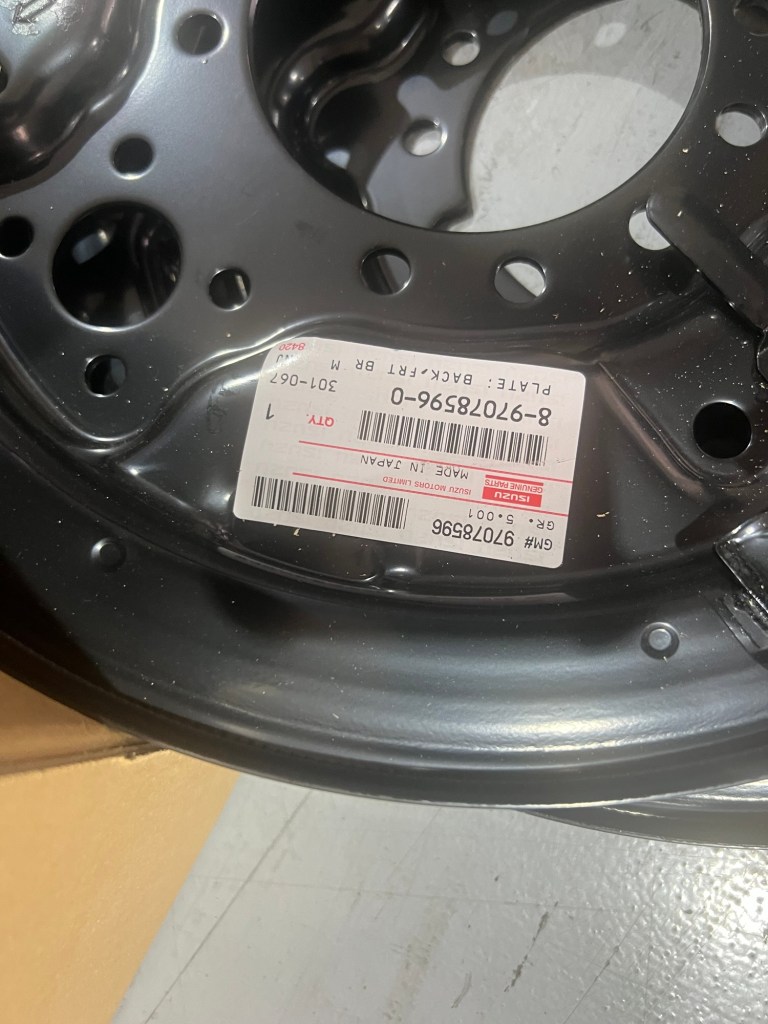 GM# 97078596
GR. 5.001
ISUZU
GENUINE PARTS
ISUZU MOTORS LIMITED
MADE IN JAPAN
8-97078596-0
QTY. 1
301-067
PLATE: BACK,FRT BR M
8420